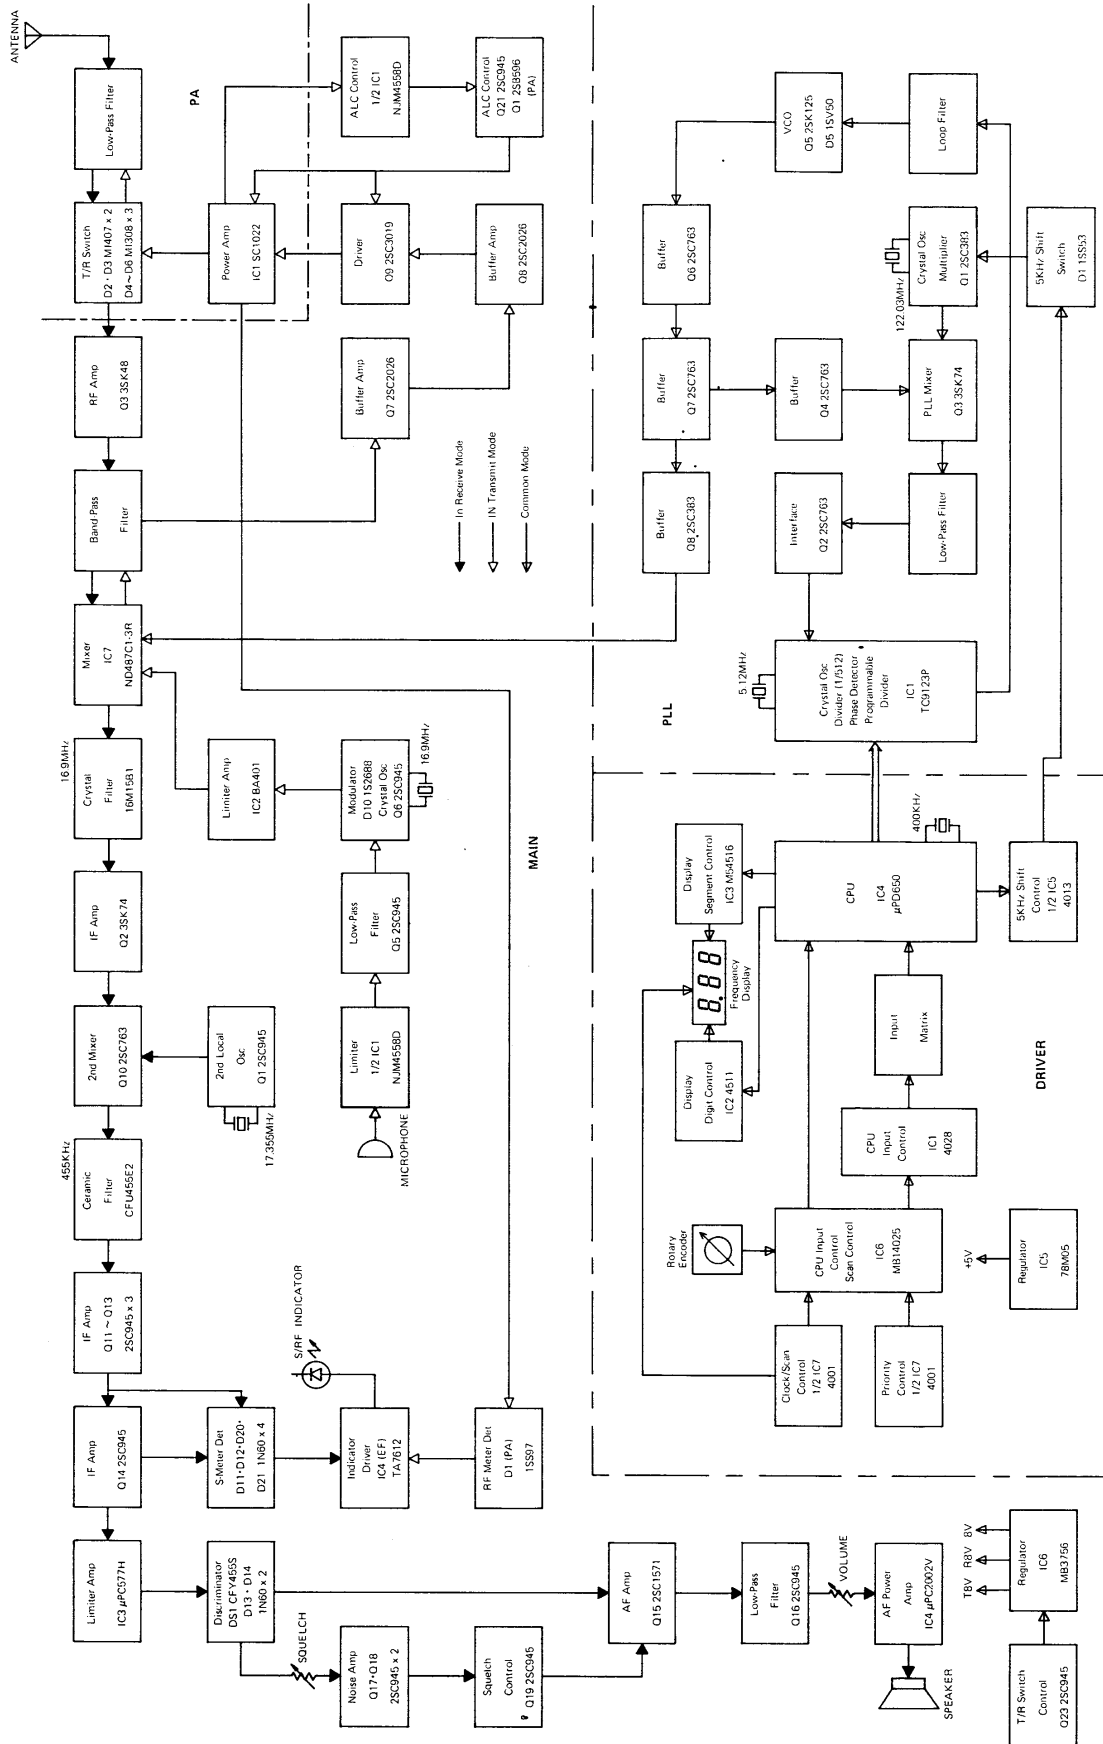 ANTENNA
Low-Pass Filter
T/R Switch
D2 · D3 MI407 x 2
D4~D6 MI308 x 3
PA
RF Amp
Q3 3SK48
Band-Pass
Filter
Mixer
IC7
ND487C1-3R
16.9MHz
Crystal
Filter
16M15B1
IF Amp
Q2 3SK74
2nd Mixer
Q10 2SC763
455KHz
Ceramic
Filter
CFU455E2
IF Amp
Q11 ~ Q13
2SC945 x 3
IF Amp
Q14 2SC945
Limiter Amp
IC3 μPC577H
Power Amp
IC1 SC1022
ALC Control
1/2 IC1
NJM4558D
ALC Control
Q21 2SC945
Q1 2SB596
(PA)
Driver
Q9 2SC3019
Buffer Amp
Q8 2SC2026
Buffer Amp
Q7 2SC2026
In Receive Mode
IN Transmit Mode
Common Mode
Limiter Amp
IC2 BA401
Modulator
D10 1S2688
Crystal Osc
Q6 2SC945
16.9MHz
Low-Pass
Filter
Q5 2SC945
Limiter
1/2 IC1
NJM4558D
MICROPHONE
2nd Local
Osc
Q1 2SC945
17.355MHz
MAIN
S/RF INDICATOR
S-Meter Det
D11·D12·D20·
D21 1N60 x 4
Indicator
Driver
IC4 (EF)
TA7612
RF Meter Det
D1 (PA)
1SS97
Discriminator
DS1 CFY455S
D13 · D14
1N60 x 2
SQUELCH
Noise Amp
Q17·Q18
2SC945 x 2
Squelch
Control
Q19 2SC945
AF Amp
Q15 2SC1571
Low-Pass
Filter
Q16 2SC945
VOLUME
AF Power
Amp
IC4 μPC2002V
SPEAKER
T8V R8V 8V
Regulator
IC6
MB3756
T/R Switch
Control
Q23 2SC945
PLL
VCO
Q5 2SK125
D5 1SV50
Loop Filter
Buffer
Q6 2SC763
Buffer
Q7 2SC763
Buffer
Q8 2SC383
Buffer
Q4 2SC763
122.03MHz
Crystal Osc
Multiplier
Q1 2SC383
5KHz Shift
Switch
D1 1SS53
PLL Mixer
Q3 3SK74
Low-Pass Filter
Interface
Q2 2SC763
5.12MHz
Crystal Osc
Divider (1/512)
Phase Detector
Programmable
Divider
IC1
TC9123P
DRIVER
Display
Segment Control
IC3 M54516
8.8.8
Frequency
Display
Display
Digit Control
IC2 4511
CPU
IC4
μPD650
400KHz
5KHz Shift
Control
1/2 IC5
4013
Input
Matrix
CPU
Input
Control
IC1
4028
Rotary
Encoder
CPU Input
Control
Scan Control
IC6
MB14025
Clock/Scan
Control
1/2 IC7
4001
Priority
Control
1/2 IC7
4001
+5V
Regulator
IC5
78M05